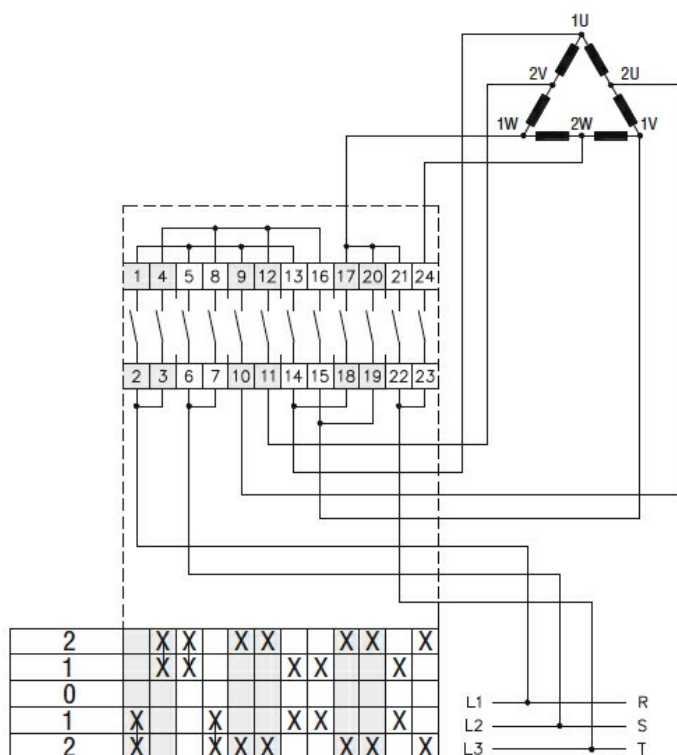 1U
2V 2U
1W 2W 1V
1 4 5 8 9 12 13 16 17 20 21 24
2 3 6 7 10 11 14 15 18 19 22 23
2 X X X X X X X
1 X X X X X
0
1 X X X X X
2 X X X X X X X
L1 R
L2 S
L3 T